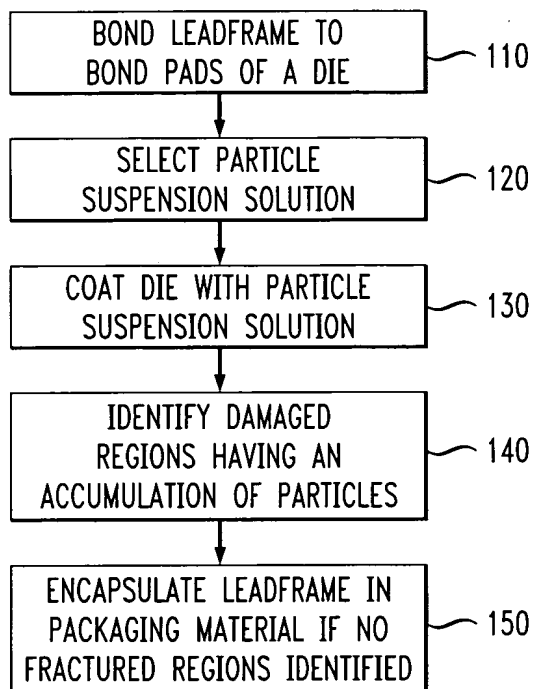 BOND LEADFRAME TO
BOND PADS OF A DIE
110
SELECT PARTICLE
SUSPENSION SOLUTION
120
COAT DIE WITH PARTICLE
SUSPENSION SOLUTION
130
IDENTIFY DAMAGED
REGIONS HAVING AN
ACCUMULATION OF PARTICLES
140
ENCAPSULATE LEADFRAME IN
PACKAGING MATERIAL IF NO
FRACTURED REGIONS IDENTIFIED
150